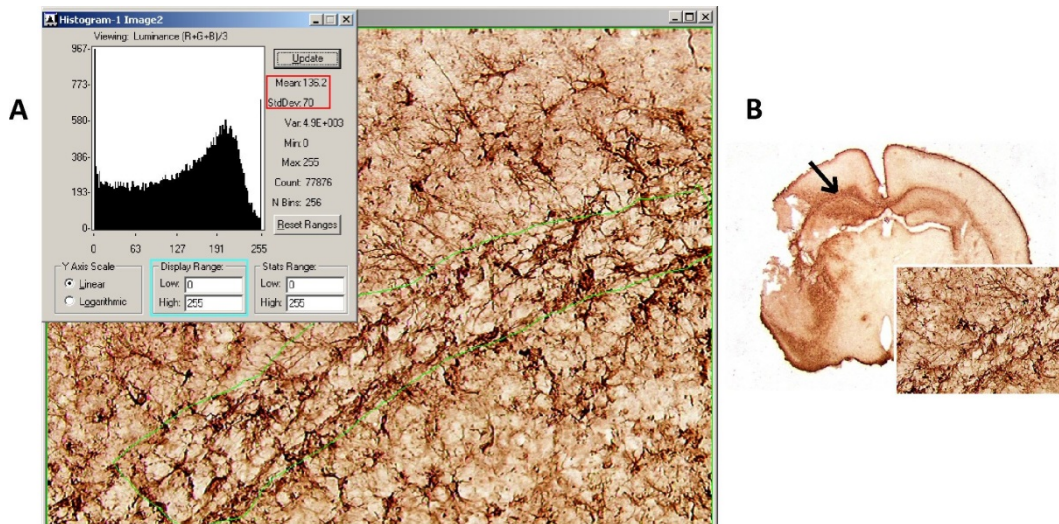 A
Histogram-1 Image2
Viewing: Luminance (R+G+B)/3
967-
773-
580-
386-
193-
0-
0 63 127 191 255
Update
Mean: 136.2
StdDev: 70
Var: 4.9E+003
Min: 0
Max: 255
Count: 77876
N Bins: 256
Reset Ranges
Y Axis Scale
Linear
Logarithmic
Display Range:
Low: 0
High: 255
Stats Range:
Low: 0
High: 255
B